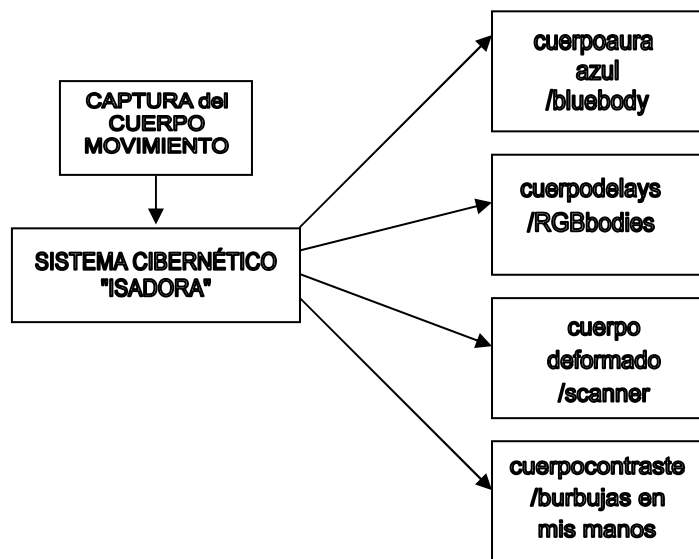 CAPTURA del
CUERPO
MOVIMIENTO
SISTEMA CIBERNÉTICO
"ISADORA"
cuerpoaura
azul
/bluebody
cuerpodelays
/RGBbodies
cuerpo
deformado
/scanner
cuerpocontraste
/burbujas en
mis manos